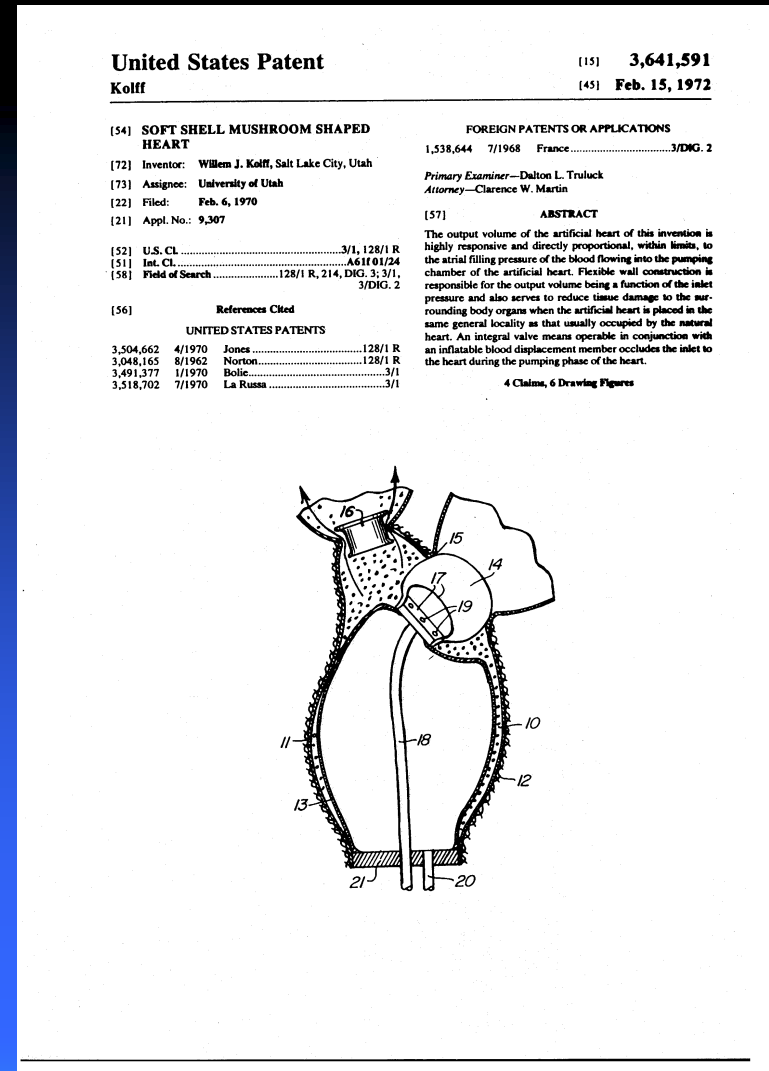 United States Patent
Kolff
[15] 3,641,591
[45] Feb. 15, 1972
[54] SOFT SHELL MUSHROOM SHAPED
HEART
[72] Inventor: Willem J. Kolff, Salt Lake City, Utah
[73] Assignee: University of Utah
[22] Filed: Feb. 6, 1970
[21] Appl. No.: 9,307
[52] U.S. Cl. ................................................3/1, 128/1 R
[51] Int. Cl. ..................................................A61f 01/24
[58] Field of Search ....................128/1 R, 214, DIG. 3; 3/1,
3/DIG. 2
[56] References Cited
UNITED STATES PATENTS
3,504,662 4/1970 Jones ..................................128/1 R
3,048,165 8/1962 Norton................................128/1 R
3,491,377 1/1970 Bolie..........................................3/1
3,518,702 7/1970 La Russa ...................................3/1
FOREIGN PATENTS OR APPLICATIONS
1,538,644 7/1968 France.................................3/DIG. 2
Primary Examiner—Dalton L. Truluck
Attorney—Clarence W. Martin
[57] ABSTRACT
The output volume of the artificial heart of this invention is
highly responsive and directly proportional, within limits, to
the atrial filling pressure of the blood flowing into the pumping
chamber of the artificial heart. Flexible wall construction is
responsible for the output volume being a function of the inlet
pressure and also serves to reduce tissue damage to the sur-
rounding body organs when the artificial heart is placed in the
same general locality as that usually occupied by the natural
heart. An integral valve means operable in conjunction with
an inflatable blood displacement member occludes the inlet to
the heart during the pumping phase of the heart.
4 Claims, 6 Drawing Figures
16
15
14
17
19
10
11
18
12
13
21
20